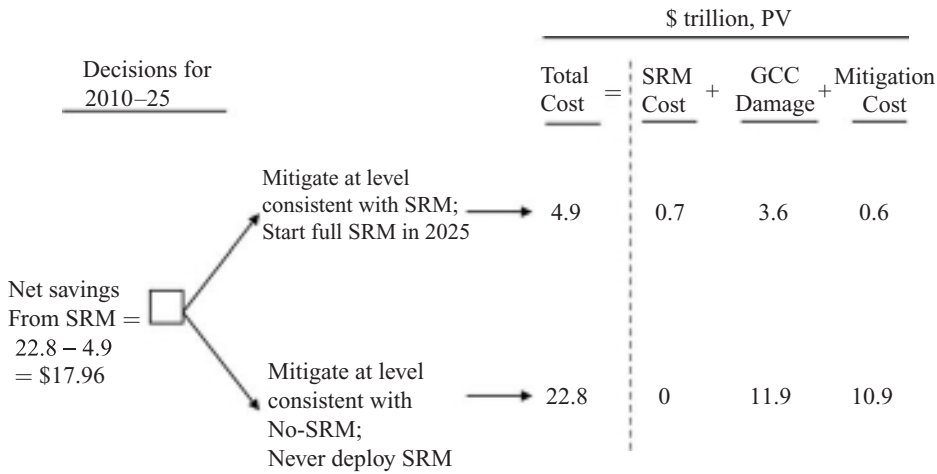 $ trillion, PV
Decisions for
2010–25
Total
Cost
=
SRM
Cost
+
GCC
Damage
+
Mitigation
Cost
Mitigate at level
consistent with SRM;
Start full SRM in 2025
4.9 0.7 3.6 0.6
Net savings
From SRM =
22.8 – 4.9
= $17.96
Mitigate at level
consistent with
No-SRM;
Never deploy SRM
22.8 0 11.9 10.9